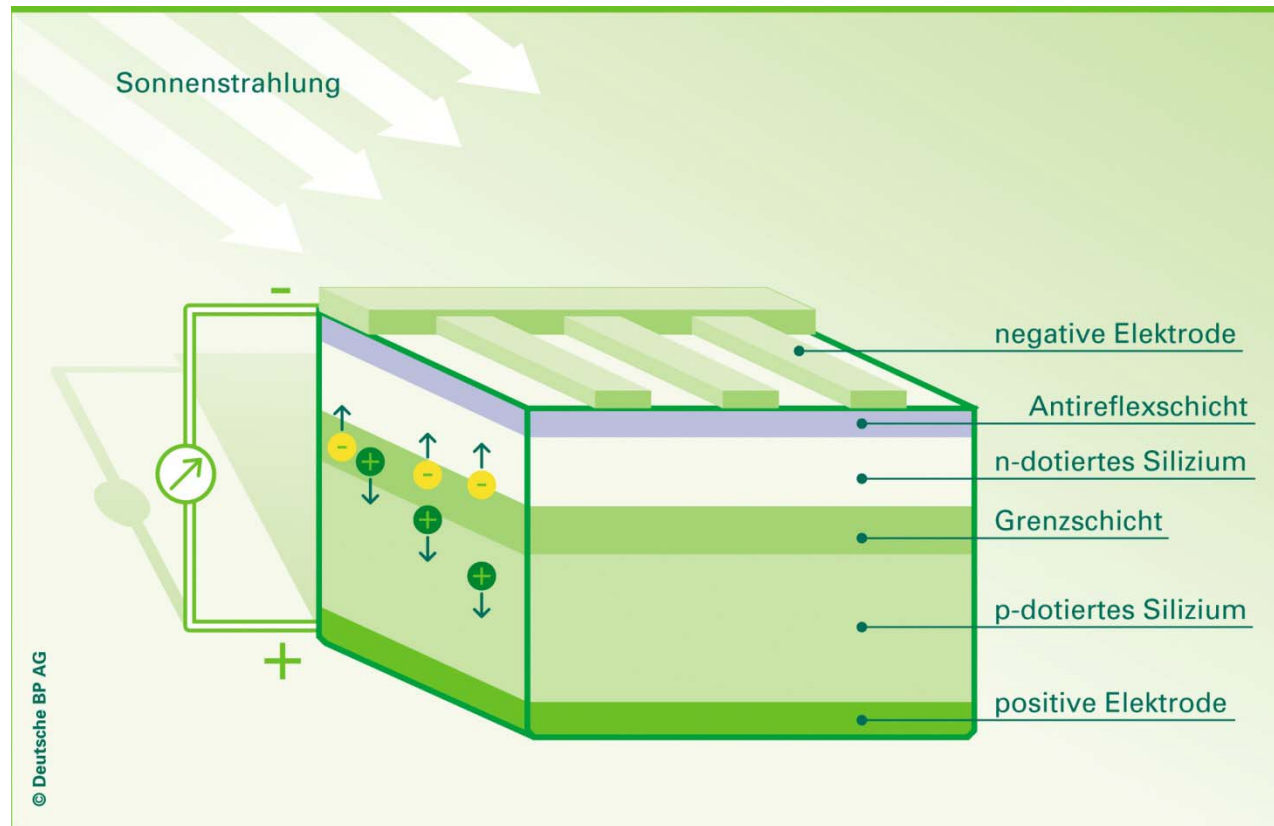 Sonnenstrahlung
-
negative Elektrode
Antireflexschicht
n-dotiertes Silizium
Grenzschicht
p-dotiertes Silizium
positive Elektrode
- + - -
+
+
+
© Deutsche BP AG